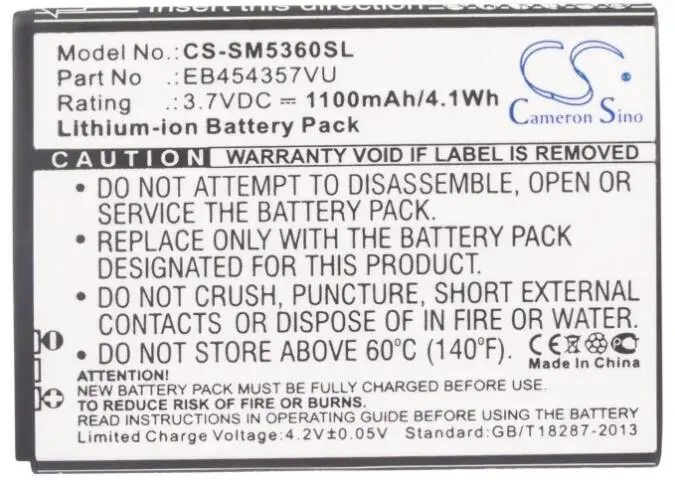 Insert this side up
Model No.: CS-SM5360SL
P/N: EB454357VU
Rating: 3.7VDC ⎓ 1100mAh/4.1Wh
Lithium-ion Battery Pack
CS
Cameron Sino
CAUTION WARRANTY VOID IF LABEL IS REMOVED
• DO NOT ATTEMPT TO DISASSEMBLE, OPEN OR
SERVICE THE BATTERY PACK.
• REPLACE ONLY WITH THE BATTERY PACK
DESIGNATED FOR THIS PRODUCT.
• DO NOT CRUSH, PUNCTURE, SHORT EXTERNAL
CONTACTS OR DISPOSE OF IN FIRE OR WATER.
• DO NOT STORE ABOVE 60°C (140°F).
CE
Made in China
ATTENTION!
NEW BATTERY PACK MUST BE FULLY CHARGED BEFORE USE
TO REDUCE RISK OF FIRE OR BURNS.
READ INSTRUCTIONS IN OPERATING GUIDE BEFORE USING BATTERY.
Limited Charge Voltage:4.2V±0.05V Standard:GB/T18287-2013